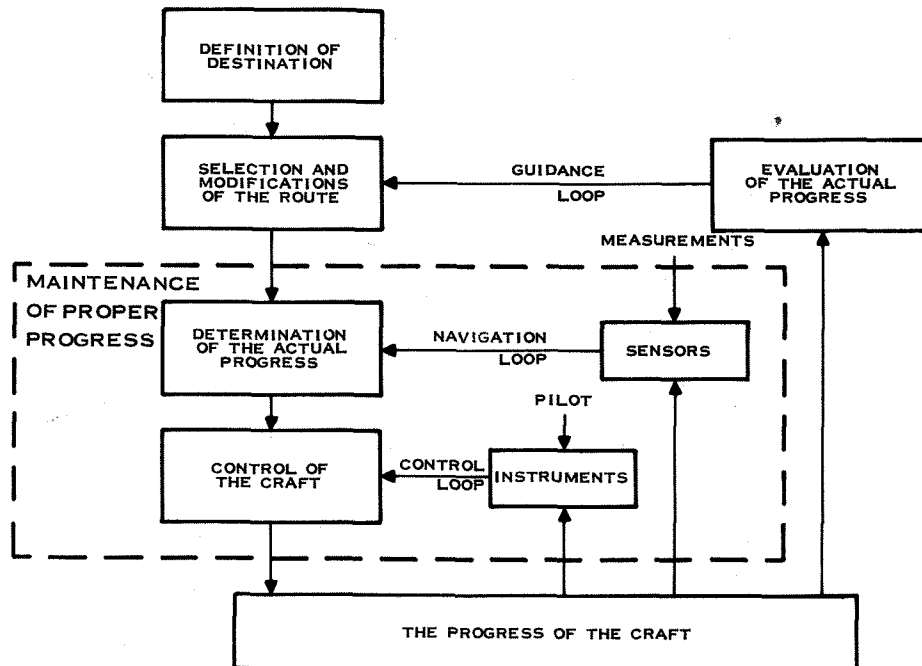 DEFINITION OF
DESTINATION
SELECTION AND
MODIFICATIONS
OF THE ROUTE
GUIDANCE
LOOP
EVALUATION
OF THE ACTUAL
PROGRESS
MEASUREMENTS
MAINTENANCE
OF PROPER
PROGRESS
DETERMINATION
OF THE ACTUAL
PROGRESS
NAVIGATION
LOOP
SENSORS
PILOT
CONTROL OF
THE CRAFT
CONTROL
LOOP
INSTRUMENTS
THE PROGRESS OF THE CRAFT